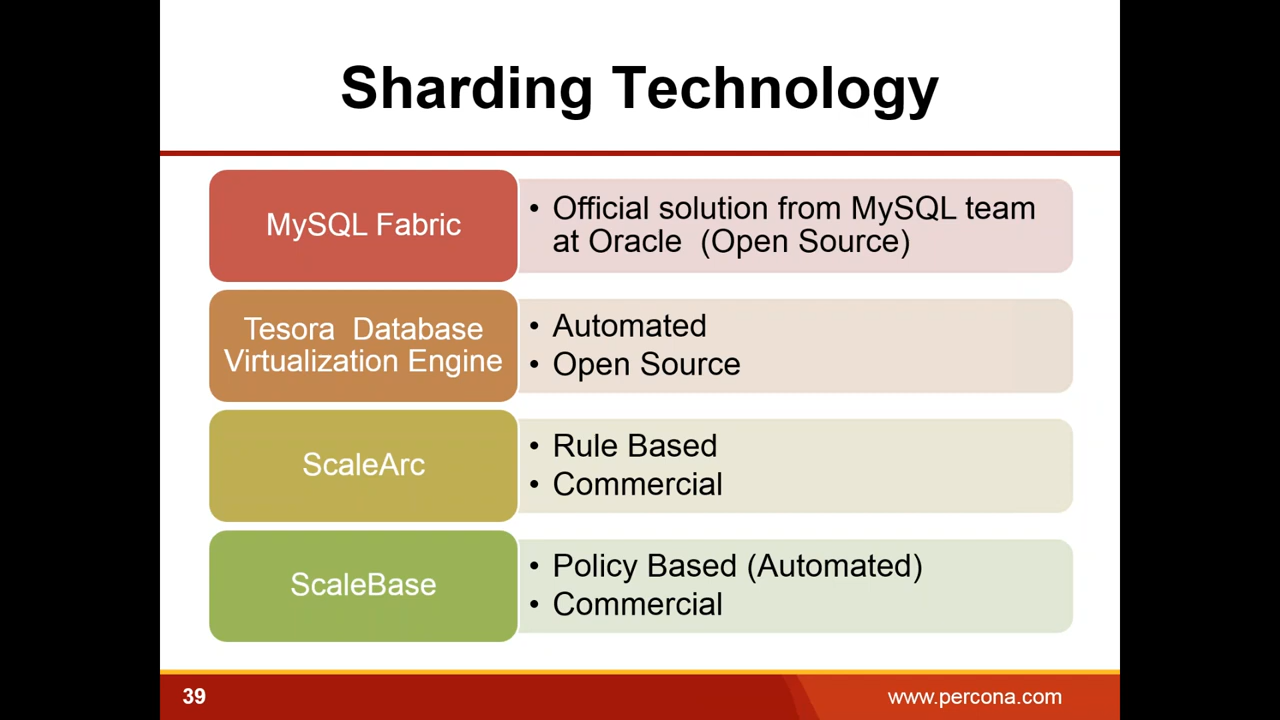 Sharding Technology
MySQL Fabric
• Official solution from MySQL team
at Oracle  (Open Source)
Tesora  Database
Virtualization Engine
• Automated
• Open Source
ScaleArc
• Rule Based
• Commercial
ScaleBase
• Policy Based (Automated)
• Commercial
39
www.percona.com